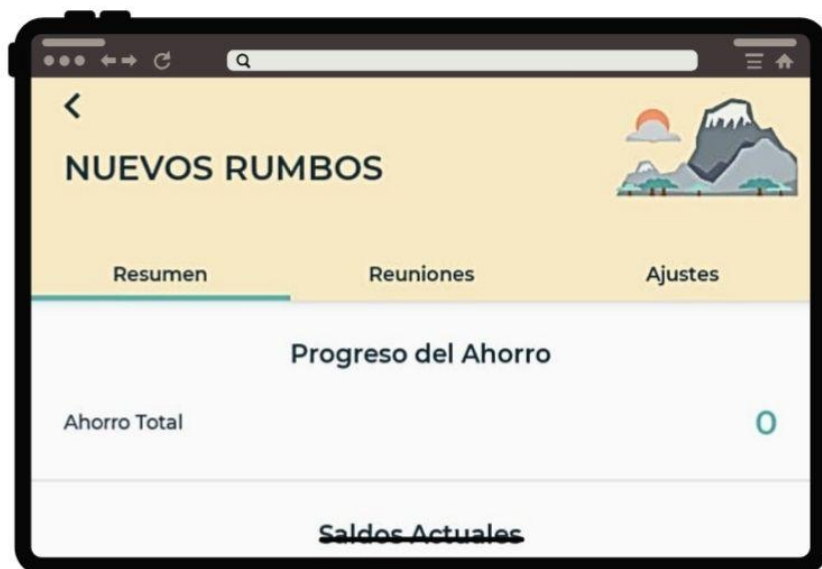 NUEVOS RUMBOS
Resumen Reuniones Ajustes
Progreso del Ahorro
Ahorro Total 0
Saldos Actuales